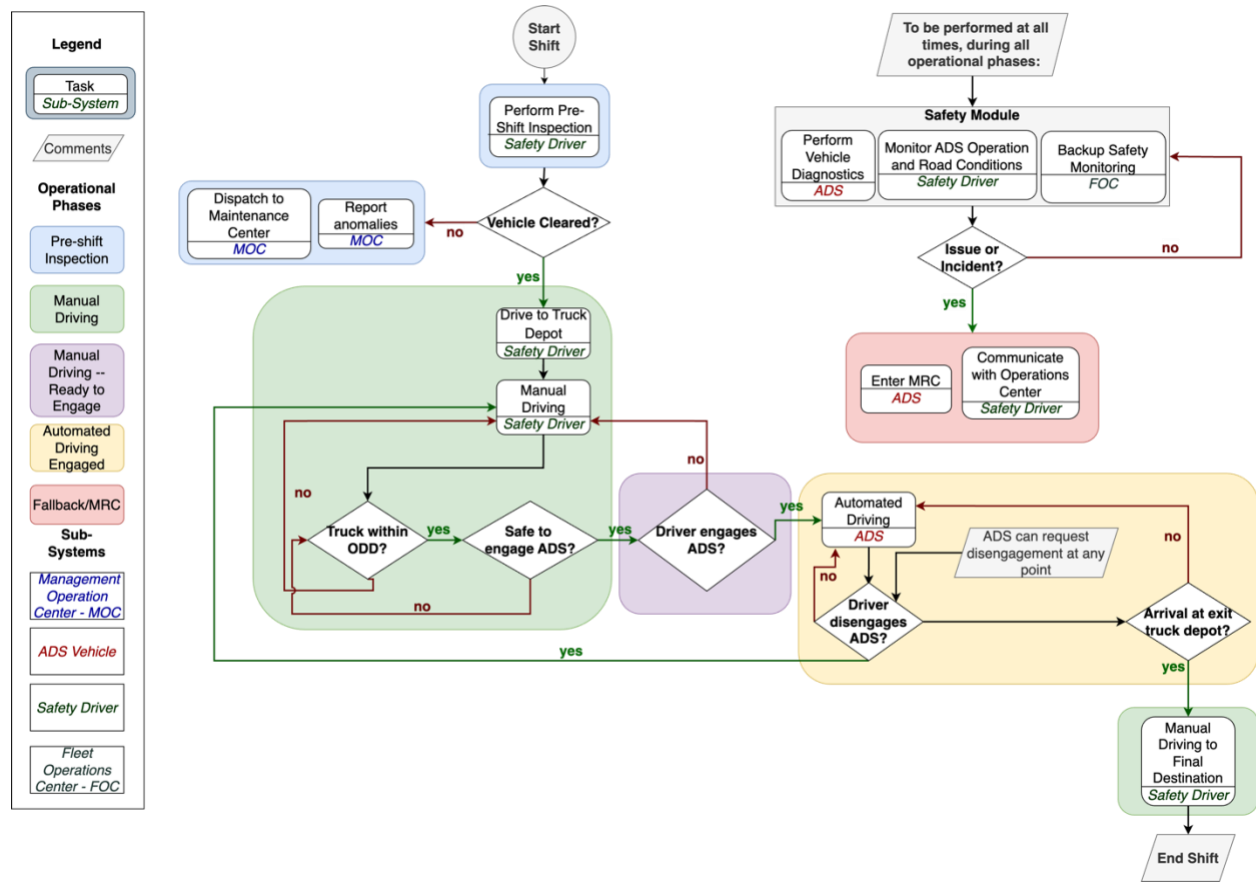 Legend
Task
Sub-System
Comments
Operational
Phases
Pre-shift
Inspection
Manual
Driving
Manual
Driving --
Ready to
Engage
Automated
Driving
Engaged
Fallback/MRC
Sub-
Systems
Management
Operation
Center - MOC
ADS Vehicle
Safety Driver
Fleet
Operations
Center - FOC
Start
Shift
Perform Pre-
Shift Inspection
Safety Driver
Vehicle Cleared?
no
Dispatch to
Maintenance
Center
MOC
Report
anomalies
MOC
yes
Drive to Truck
Depot
Safety Driver
Manual
Driving
Safety Driver
no
Truck within
ODD?
yes
Safe to
engage ADS?
no
yes
Driver engages
ADS?
no
yes
Automated
Driving
ADS
ADS can request
disengagement at any
point
no
Driver
disengages
ADS?
yes
no
Arrival at exit
truck depot?
yes
Manual
Driving to
Final
Destination
Safety Driver
End Shift
To be performed at all
times, during all
operational phases:
Safety Module
Perform
Vehicle
Diagnostics
ADS
Monitor ADS Operation
and Road Conditions
Safety Driver
Backup Safety
Monitoring
FOC
Issue or
Incident?
no
yes
Enter MRC
ADS
Communicate
with Operations
Center
Safety Driver